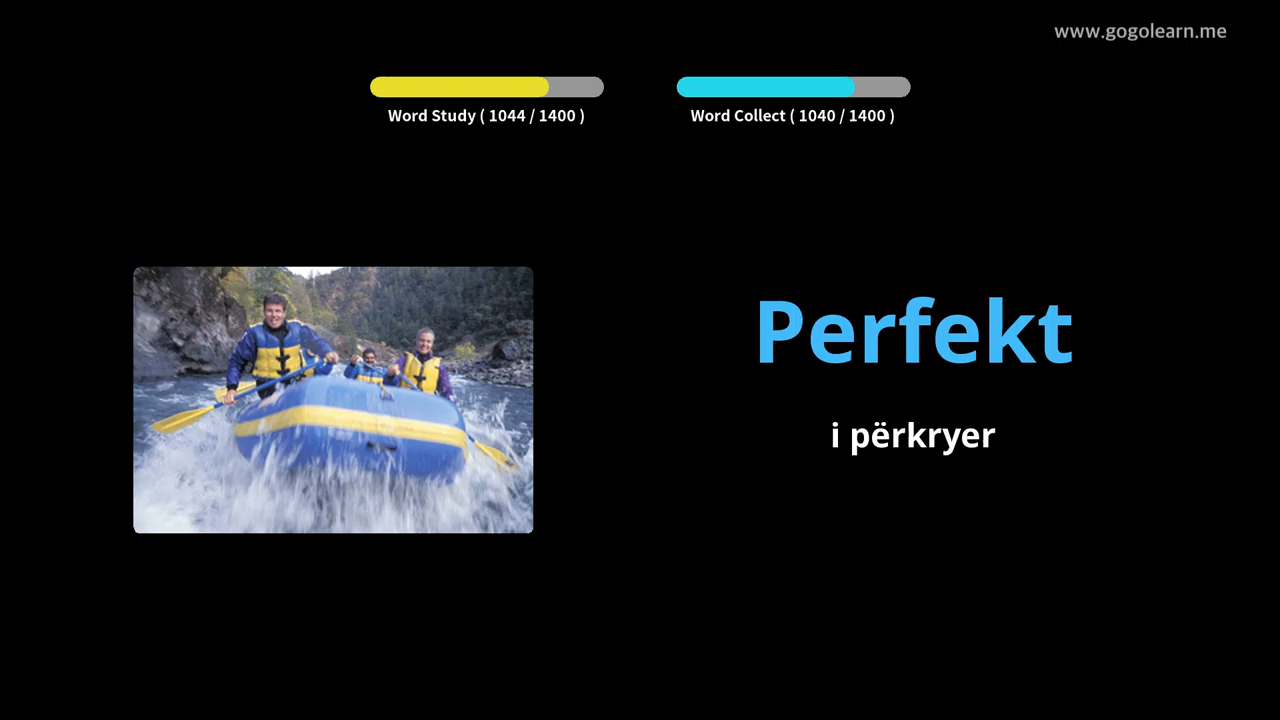 www.gogolearn.me
Word Study ( 1044 / 1400 )
Word Collect ( 1040 / 1400 )
Perfekt
i përkryer